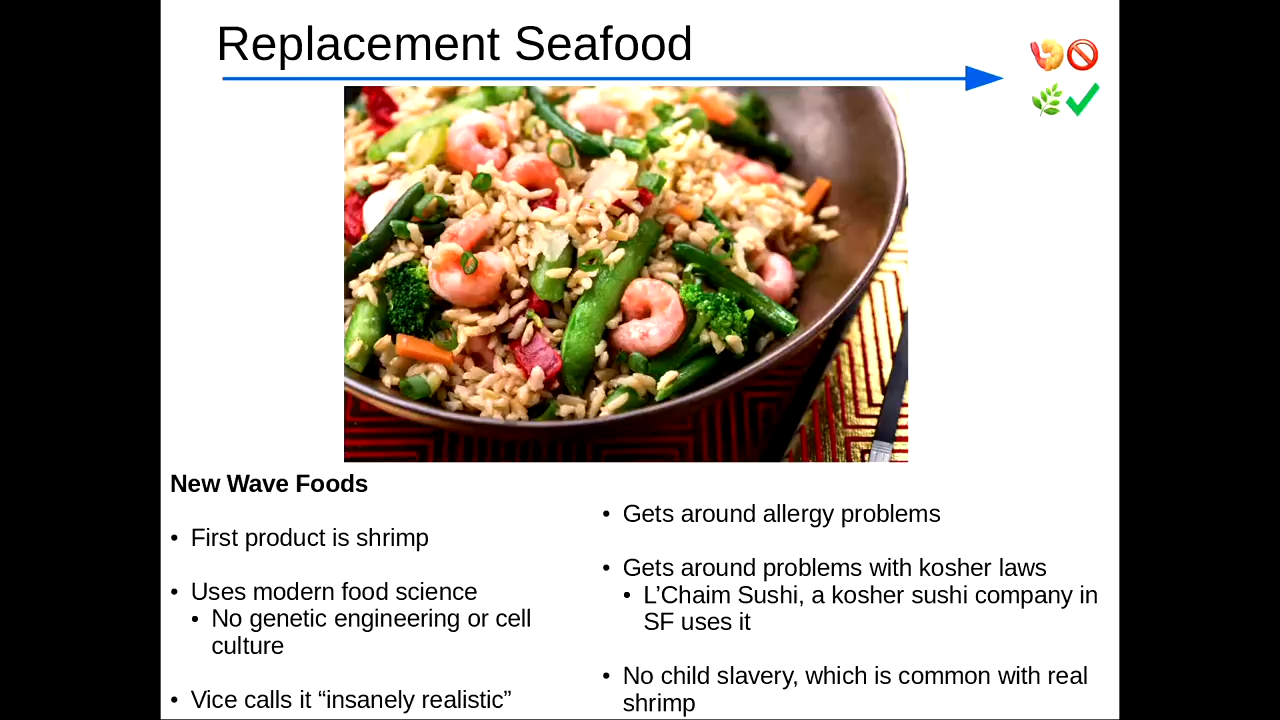 Replacement Seafood
New Wave Foods
• First product is shrimp
• Uses modern food science
• No genetic engineering or cell
culture
• Vice calls it “insanely realistic”
• Gets around allergy problems
• Gets around problems with kosher laws
• L’Chaim Sushi, a kosher sushi company in
SF uses it
• No child slavery, which is common with real
shrimp